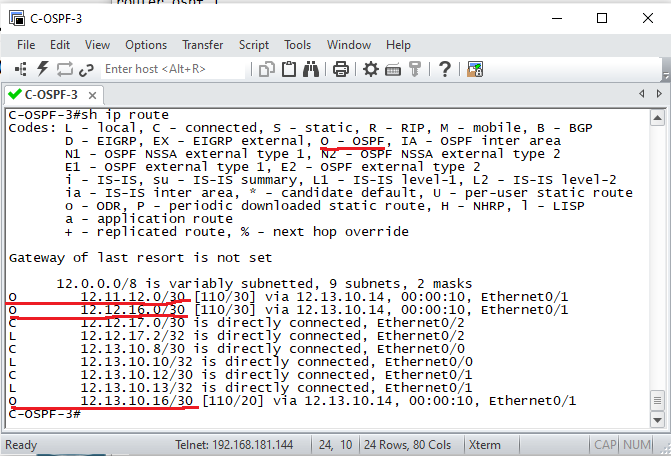 router ospf 1
C-OSPF-3
File Edit View Options Transfer Script Tools Window Help
Enter host <Alt+R>
C-OSPF-3
C-OSPF-3#sh ip route
Codes: L - local, C - connected, S - static, R - RIP, M - mobile, B - BGP
D - EIGRP, EX - EIGRP external, O - OSPF, IA - OSPF inter area
N1 - OSPF NSSA external type 1, N2 - OSPF NSSA external type 2
E1 - OSPF external type 1, E2 - OSPF external type 2
i - IS-IS, su - IS-IS summary, L1 - IS-IS level-1, L2 - IS-IS level-2
ia - IS-IS inter area, * - candidate default, U - per-user static route
o - ODR, P - periodic downloaded static route, H - NHRP, l - LISP
a - application route
+ - replicated route, % - next hop override
Gateway of last resort is not set
12.0.0.0/8 is variably subnetted, 9 subnets, 2 masks
O 12.11.12.0/30 [110/30] via 12.13.10.14, 00:00:10, Ethernet0/1
O 12.12.16.0/30 [110/30] via 12.13.10.14, 00:00:10, Ethernet0/1
C 12.12.17.0/30 is directly connected, Ethernet0/2
L 12.12.17.2/32 is directly connected, Ethernet0/2
C 12.13.10.8/30 is directly connected, Ethernet0/0
L 12.13.10.10/32 is directly connected, Ethernet0/0
C 12.13.10.12/30 is directly connected, Ethernet0/1
L 12.13.10.13/32 is directly connected, Ethernet0/1
O 12.13.10.16/30 [110/20] via 12.13.10.14, 00:00:10, Ethernet0/1
C-OSPF-3#
Ready Telnet: 192.168.181.144 24, 10 24 Rows, 80 Cols Xterm CAP NUM